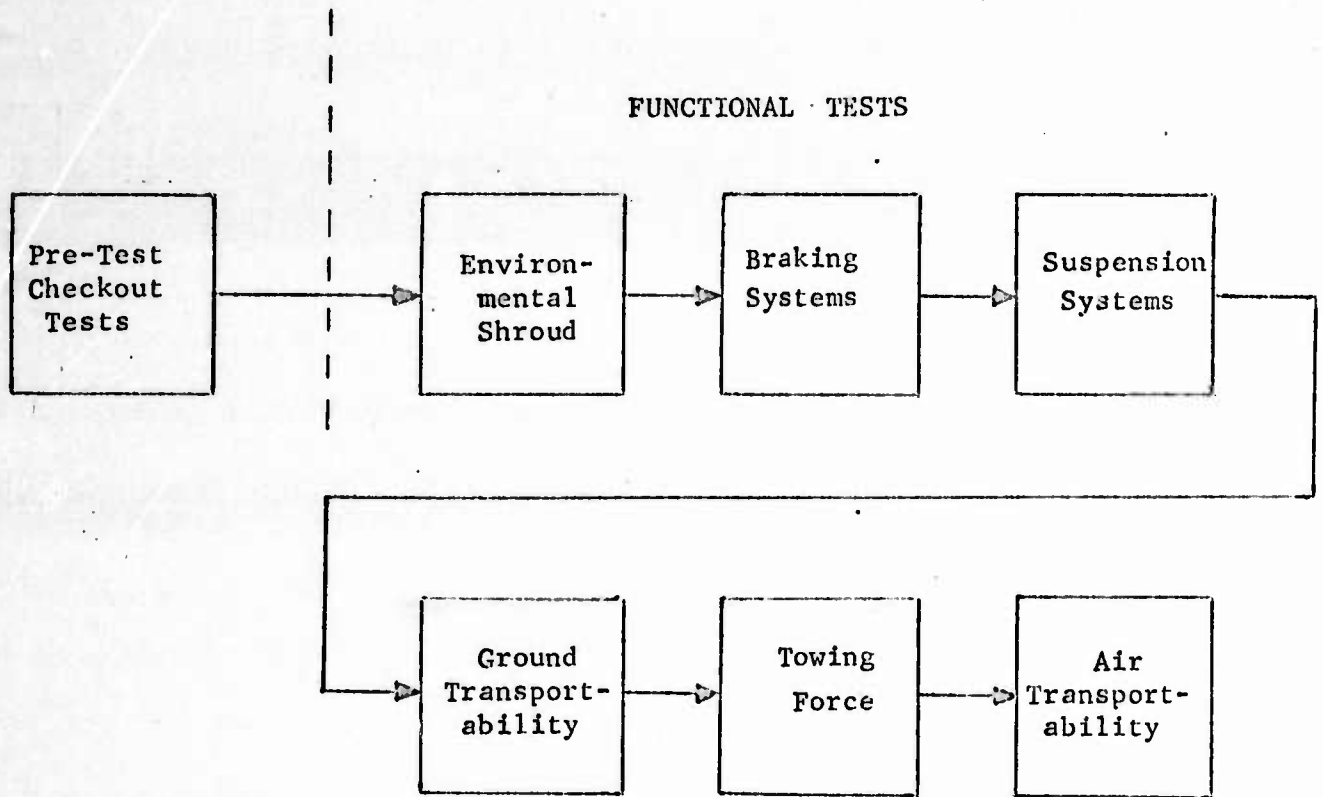 FUNCTIONAL TESTS
Pre-Test
Checkout
Tests
Environ-
mental
Shroud
Braking
Systems
Suspension
Systems
Ground
Transport-
ability
Towing
Force
Air
Transport-
ability